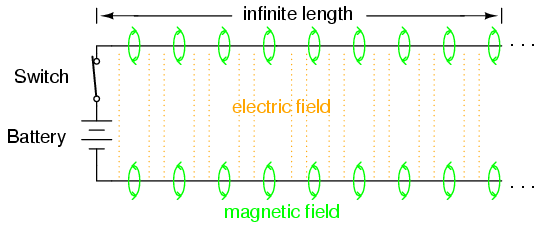 infinite length
Switch
electric field
Battery
magnetic field